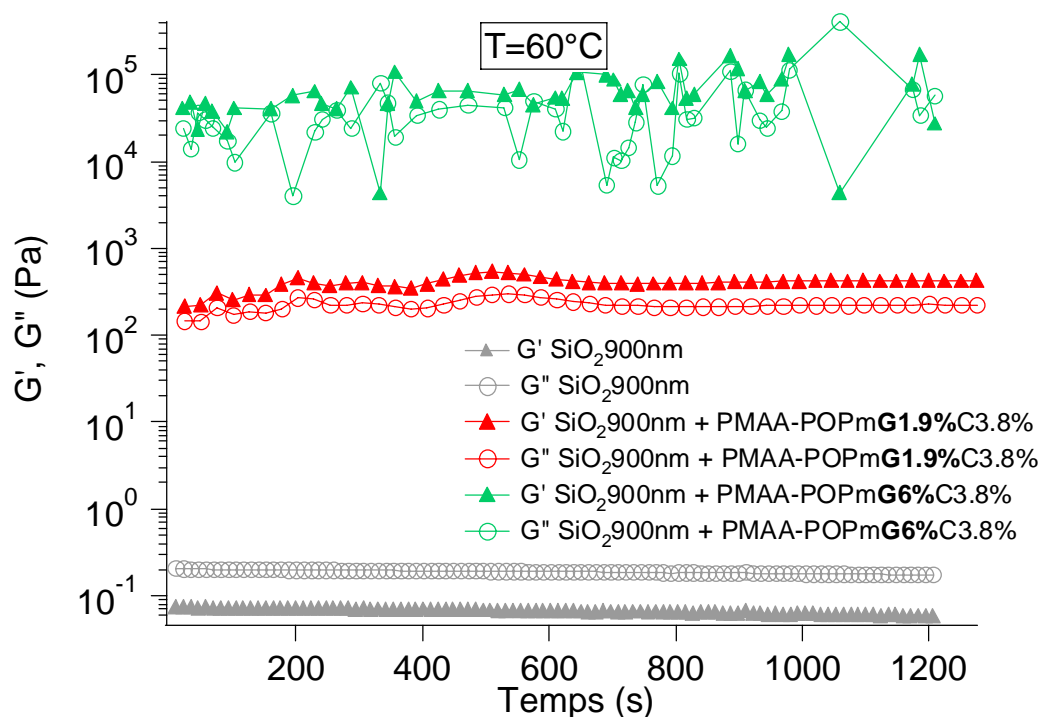 T=60°C
G', G" (Pa)
10⁵
10⁴
10³
10²
10¹
10⁰
10⁻¹
G' SiO₂900nm
G" SiO₂900nm
G' SiO₂900nm + PMAA-POPmG1.9%C3.8%
G" SiO₂900nm + PMAA-POPmG1.9%C3.8%
G' SiO₂900nm + PMAA-POPmG6%C3.8%
G" SiO₂900nm + PMAA-POPmG6%C3.8%
200 400 600 800 1000 1200
Temps (s)